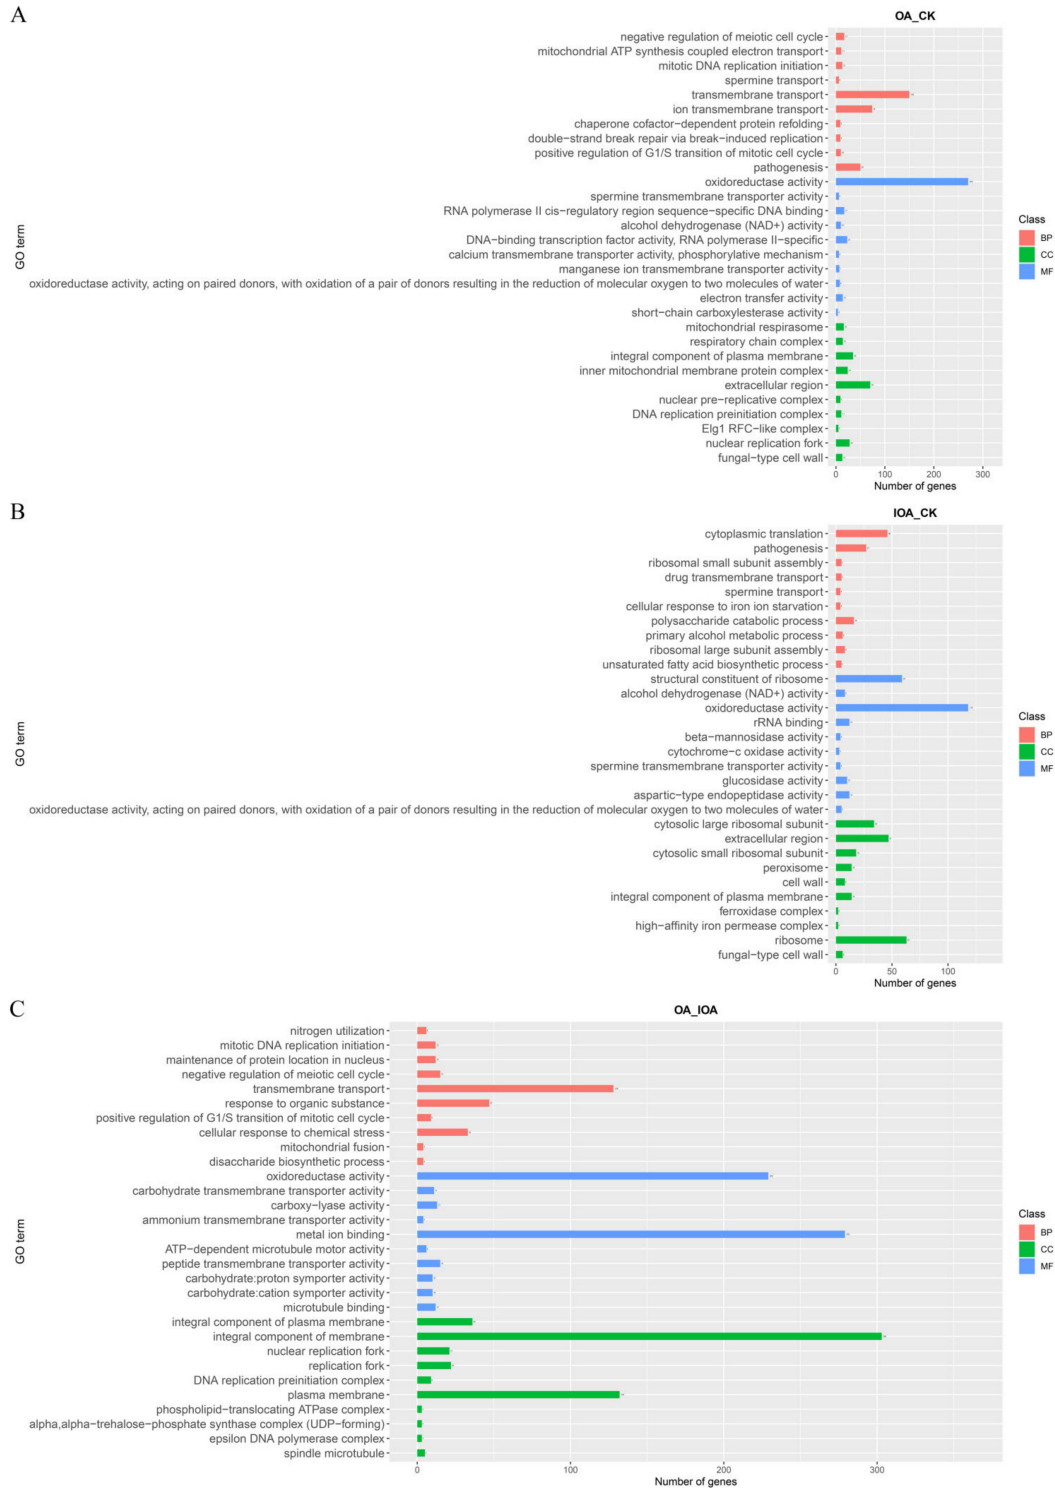 A
OA_CK
negative regulation of meiotic cell cycle
mitochondrial ATP synthesis coupled electron transport
mitotic DNA replication initiation
spermine transport
transmembrane transport
ion transmembrane transport
chaperone cofactor-dependent protein refolding
double-strand break repair via break-induced replication
positive regulation of G1/S transition of mitotic cell cycle
pathogenesis
oxidoreductase activity
spermine transmembrane transporter activity
RNA polymerase II cis-regulatory region sequence-specific DNA binding
alcohol dehydrogenase (NAD+) activity
DNA-binding transcription factor activity, RNA polymerase II-specific
calcium transmembrane transporter activity, phosphorylative mechanism
manganese ion transmembrane transporter activity
oxidoreductase activity, acting on paired donors, with oxidation of a pair of donors resulting in the reduction of molecular oxygen to two molecules of water
electron transfer activity
short-chain carboxylesterase activity
mitochondrial respirasome
respiratory chain complex
integral component of plasma membrane
inner mitochondrial membrane protein complex
extracellular region
nuclear pre-replicative complex
DNA replication preinitiation complex
Elg1 RFC-like complex
nuclear replication fork
fungal-type cell wall
0 100 200 300
Number of genes
GO term
Class
BP
CC
MF
B
IOA_CK
cytoplasmic translation
pathogenesis
ribosomal small subunit assembly
drug transmembrane transport
spermine transport
cellular response to iron ion starvation
polysaccharide catabolic process
primary alcohol metabolic process
ribosomal large subunit assembly
unsaturated fatty acid biosynthetic process
structural constituent of ribosome
alcohol dehydrogenase (NAD+) activity
oxidoreductase activity
rRNA binding
beta-mannosidase activity
cytochrome-c oxidase activity
spermine transmembrane transporter activity
glucosidase activity
aspartic-type endopeptidase activity
oxidoreductase activity, acting on paired donors, with oxidation of a pair of donors resulting in the reduction of molecular oxygen to two molecules of water
cytosolic large ribosomal subunit
extracellular region
cytosolic small ribosomal subunit
peroxisome
cell wall
integral component of plasma membrane
ferroxidase complex
high-affinity iron permease complex
ribosome
fungal-type cell wall
0 50 100
Number of genes
GO term
Class
BP
CC
MF
C
OA_IOA
nitrogen utilization
mitotic DNA replication initiation
maintenance of protein location in nucleus
negative regulation of meiotic cell cycle
transmembrane transport
response to organic substance
positive regulation of G1/S transition of mitotic cell cycle
cellular response to chemical stress
mitochondrial fusion
disaccharide biosynthetic process
oxidoreductase activity
carbohydrate transmembrane transporter activity
carboxy-lyase activity
ammonium transmembrane transporter activity
metal ion binding
ATP-dependent microtubule motor activity
peptide transmembrane transporter activity
carbohydrate:proton symporter activity
carbohydrate:cation symporter activity
microtubule binding
integral component of plasma membrane
integral component of membrane
nuclear replication fork
replication fork
DNA replication preinitiation complex
plasma membrane
phospholipid-translocating ATPase complex
alpha,alpha-trehalose-phosphate synthase complex (UDP-forming)
epsilon DNA polymerase complex
spindle microtubule
0 100 200 300
Number of genes
GO term
Class
BP
CC
MF